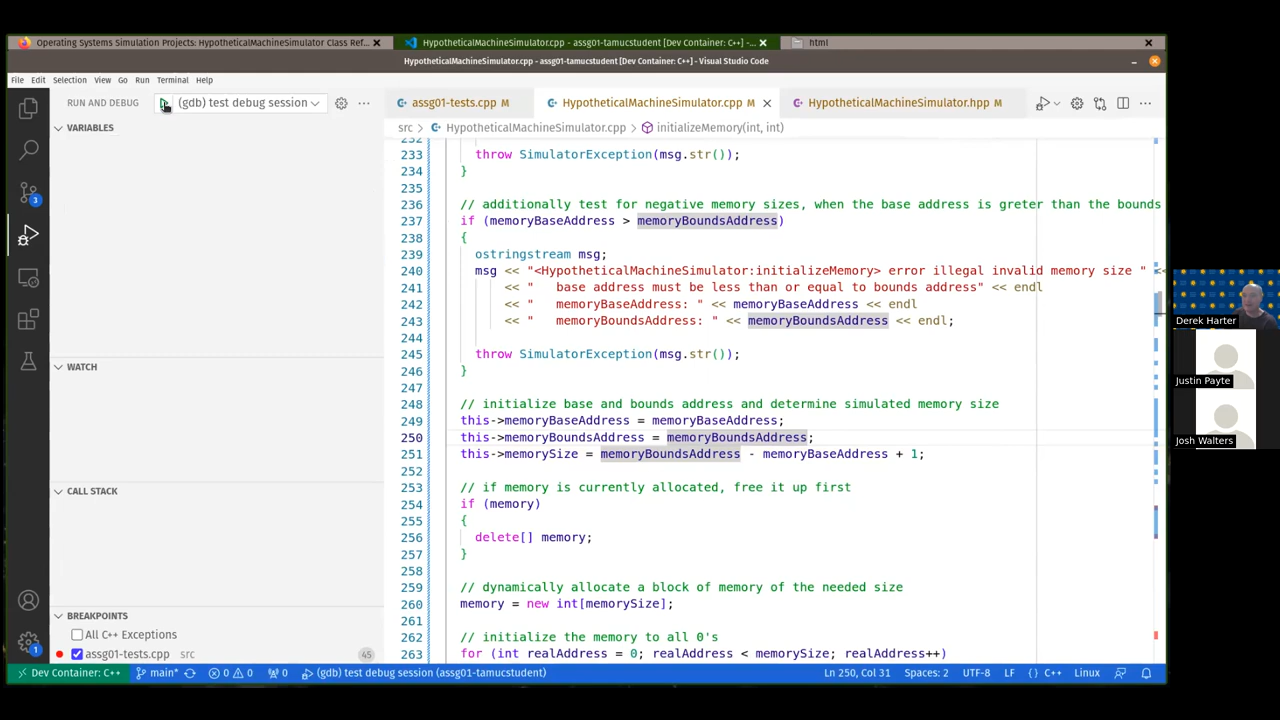 Operating Systems Simulation Projects: HypotheticalMachineSimulator Class Ref...
HypotheticalMachineSimulator.cpp - assg01-tamucstudent [Dev Container: C++] -...
html
HypotheticalMachineSimulator.cpp - assg01-tamucstudent [Dev Container: C++] - Visual Studio Code
File Edit Selection View Go Run Terminal Help
RUN AND DEBUG (gdb) test debug session
assg01-tests.cpp M HypotheticalMachineSimulator.cpp M HypotheticalMachineSimulator.hpp M
VARIABLES
src > HypotheticalMachineSimulator.cpp > initializeMemory(int, int)
232
233 throw SimulatorException(msg.str());
234 }
235
236 // additionally test for negative memory sizes, when the base address is greter than the bounds
237 if (memoryBaseAddress > memoryBoundsAddress)
238 {
239 ostringstream msg;
240 msg << "<HypotheticalMachineSimulator:initializeMemory> error illegal invalid memory size " <<
241 << "   base address must be less than or equal to bounds address" << endl
242 << "   memoryBaseAddress: " << memoryBaseAddress << endl
243 << "   memoryBoundsAddress: " << memoryBoundsAddress << endl;
244
245 throw SimulatorException(msg.str());
246 }
247
248 // initialize base and bounds address and determine simulated memory size
249 this->memoryBaseAddress = memoryBaseAddress;
250 this->memoryBoundsAddress = memoryBoundsAddress;
251 this->memorySize = memoryBoundsAddress - memoryBaseAddress + 1;
252
253 // if memory is currently allocated, free it up first
254 if (memory)
255 {
256 delete[] memory;
257 }
258
259 // dynamically allocate a block of memory of the needed size
260 memory = new int[memorySize];
261
262 // initialize the memory to all 0's
263 for (int realAddress = 0; realAddress < memorySize; realAddress++)
WATCH
CALL STACK
BREAKPOINTS
All C++ Exceptions
assg01-tests.cpp src 45
3
1
Dev Container: C++ main* 0 0 0 (gdb) test debug session (assg01-tamucstudent) Ln 250, Col 31 Spaces: 2 UTF-8 LF {} C++ Linux
Derek Harter
Justin Payte
Josh Walters